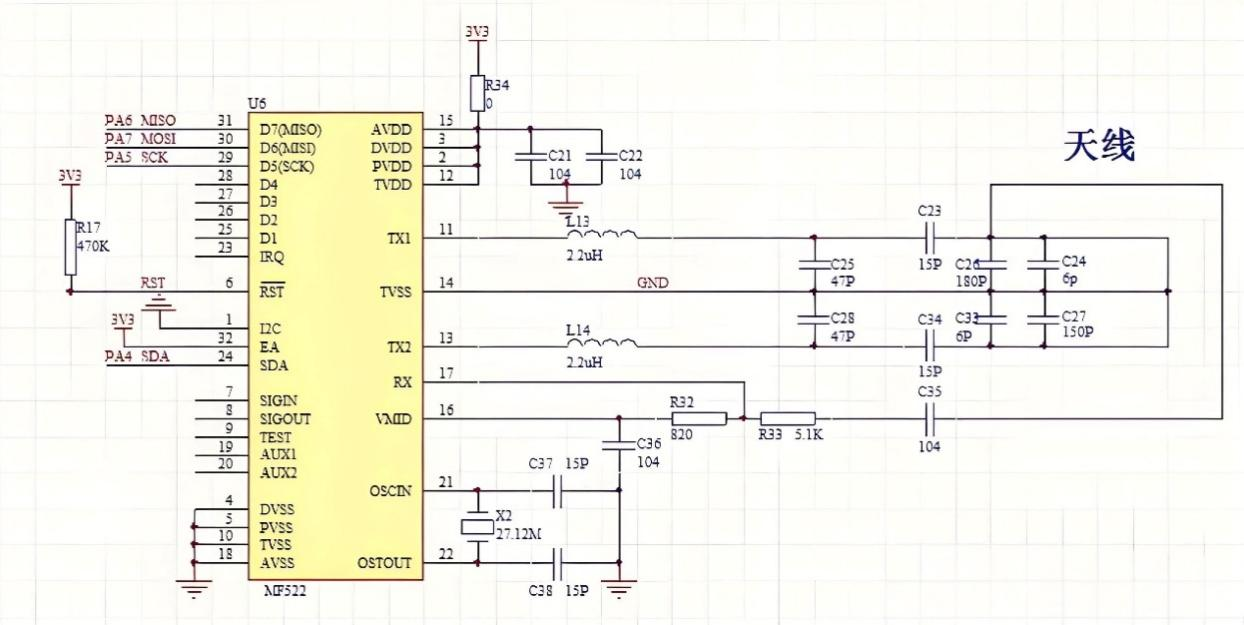 3V3
R34
0
U6
PA6 MISO
31
D7(MISO)
AVDD
15
PA7 MOSI
30
D6(MISI)
DVDD
3
PA5 SCK
29
D5(SCK)
PVDD
2
28
D4
TVDD
12
C21
104
C22
104
天线
3V3
27
D3
26
D2
R17
470K
25
D1
TX1
11
L13
2.2uH
C23
15P
23
IRQ
C25
47P
C26
180P
C24
6p
RST
6
RST
TVSS
14
GND
1
I2C
3V3
32
EA
TX2
13
L14
2.2uH
C28
47P
C34
15P
C33
6P
C27
150P
PA4 SDA
24
SDA
RX
17
7
SIGIN
8
SIGOUT
VMID
16
R32
820
R33 5.1K
C35
104
9
TEST
19
AUX1
20
AUX2
C36
104
C37 15P
OSCIN
21
4
DVSS
X2
27.12M
5
PVSS
10
TVSS
18
AVSS
OSTOUT
22
C38 15P
MF522